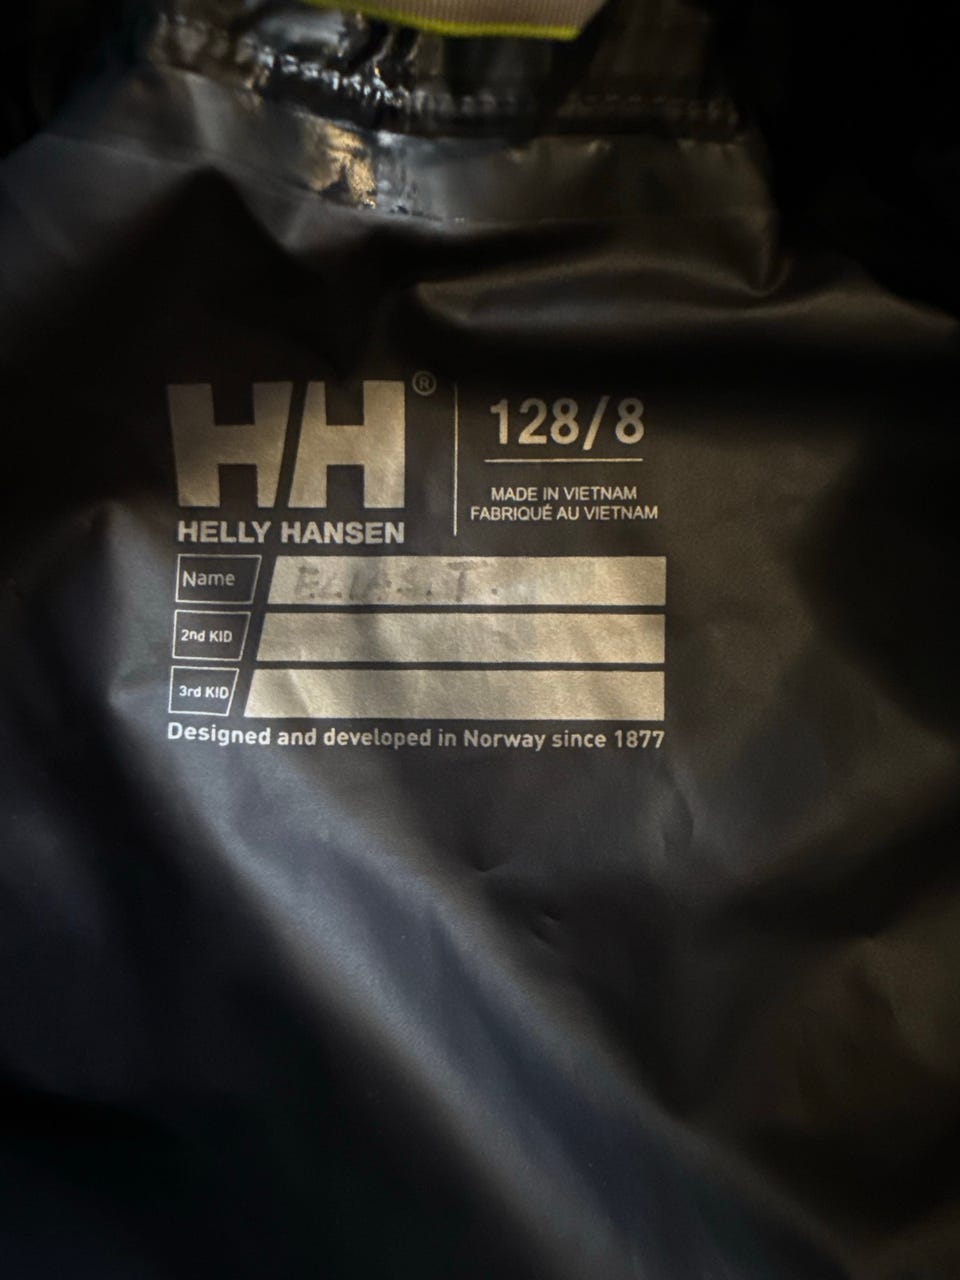 HH®
HELLY HANSEN
128/8
MADE IN VIETNAM
FABRIQUÉ AU VIETNAM
Name ELIAS.T.
2nd KID
3rd KID
Designed and developed in Norway since 1877